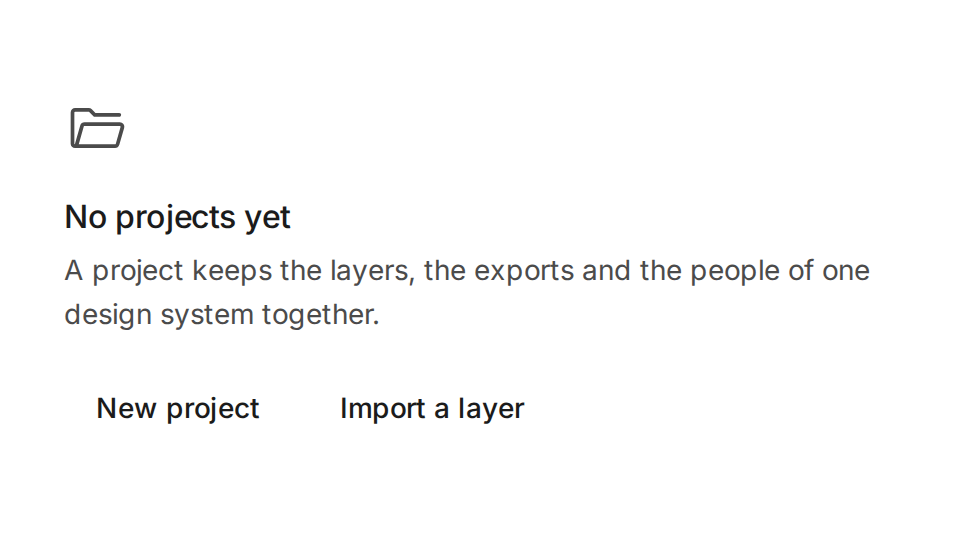 No projects yet
A project keeps the layers, the exports and the people of one
design system together.
New project
Import a layer